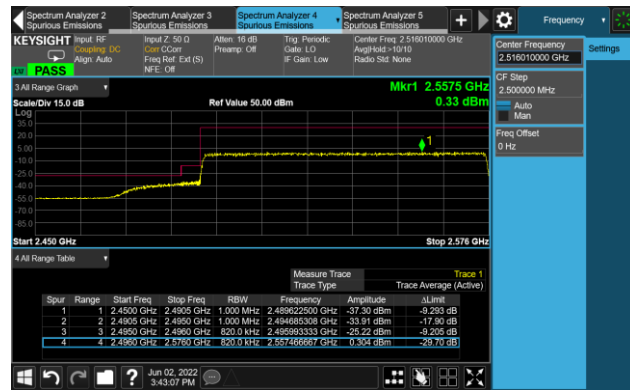 Spectrum Analyzer 2
Spurious Emissions
Spectrum Analyzer 3
Spurious Emissions
Spectrum Analyzer 4
Spurious Emissions
Spectrum Analyzer 5
Spurious Emissions
+
Frequency
KEYSIGHT
Input: RF
Coupling: DC
Align: Auto
Input Z: 50 Ω
Corr CCorr
Freq Ref: Ext (S)
NFE: Off
Atten: 16 dB
Preamp: Off
Trig: Periodic
Gate: LO
IF Gain: Low
Center Freq: 2.516010000 GHz
Avg|Hold:>10/10
Radio Std: None
PASS
Center Frequency
2.516010000 GHz
Settings
CF Step
2.500000 MHz
Auto
Man
Freq Offset
0 Hz
3 All Range Graph
Mkr1 2.5575 GHz
0.33 dBm
Scale/Div 15.0 dB
Ref Value 50.00 dBm
Log
35.0
20.0
5.00
-10.0
-25.0
-40.0
-55.0
-70.0
-85.0
1
Start 2.450 GHz
Stop 2.576 GHz
4 All Range Table
Measure Trace Trace 1
Trace Type Trace Average (Active)
Spur Range Start Freq Stop Freq RBW Frequency Amplitude ΔLimit
1 1 2.4500 GHz 2.4905 GHz 1.000 MHz 2.489622500 GHz -37.30 dBm -9.293 dB
2 2 2.4905 GHz 2.4950 GHz 1.000 MHz 2.494685308 GHz -33.91 dBm -17.90 dB
3 3 2.4950 GHz 2.4960 GHz 820.0 kHz 2.495993333 GHz -25.22 dBm -9.205 dB
4 4 2.4960 GHz 2.5760 GHz 820.0 kHz 2.557466667 GHz 0.304 dBm -29.70 dB
?
Jun 02, 2022
3:43:07 PM